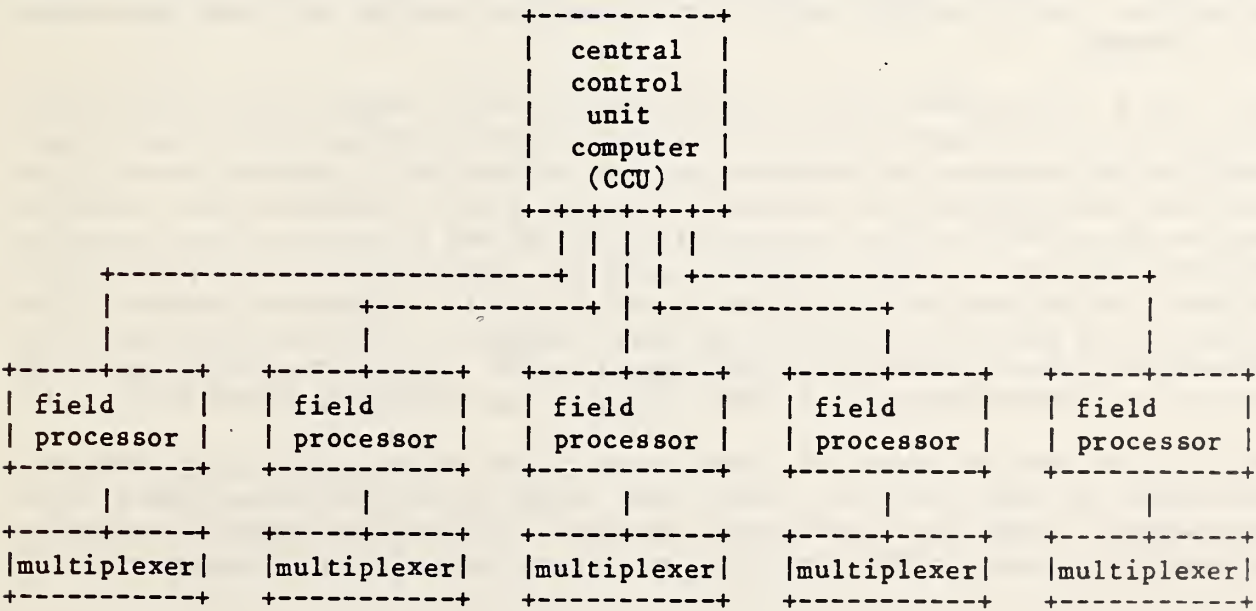 central
control
unit
computer
(CCU)
field field field field field
processor processor processor processor processor
multiplexer multiplexer multiplexer multiplexer multiplexer